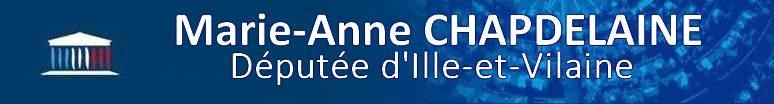 Marie-Anne CHAPDELAINE
Députée d'Ille-et-Vilaine